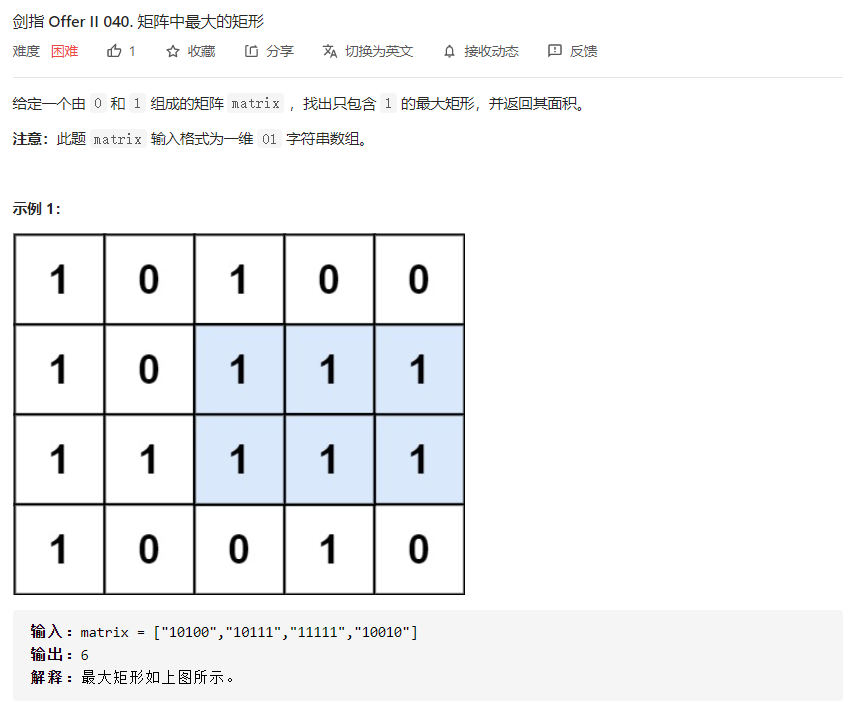 剑指 Offer II 040. 矩阵中最大的矩形
难度 困难 1 收藏 分享 切换为英文 接收动态 反馈
给定一个由 0 和 1 组成的矩阵 matrix ，找出只包含 1 的最大矩形，并返回其面积。
注意：此题 matrix 输入格式为一维 01 字符串数组。
示例 1：
1 0 1 0 0
1 0 1 1 1
1 1 1 1 1
1 0 0 1 0
输入：matrix = ["10100","10111","11111","10010"]
输出：6
解释：最大矩形如上图所示。